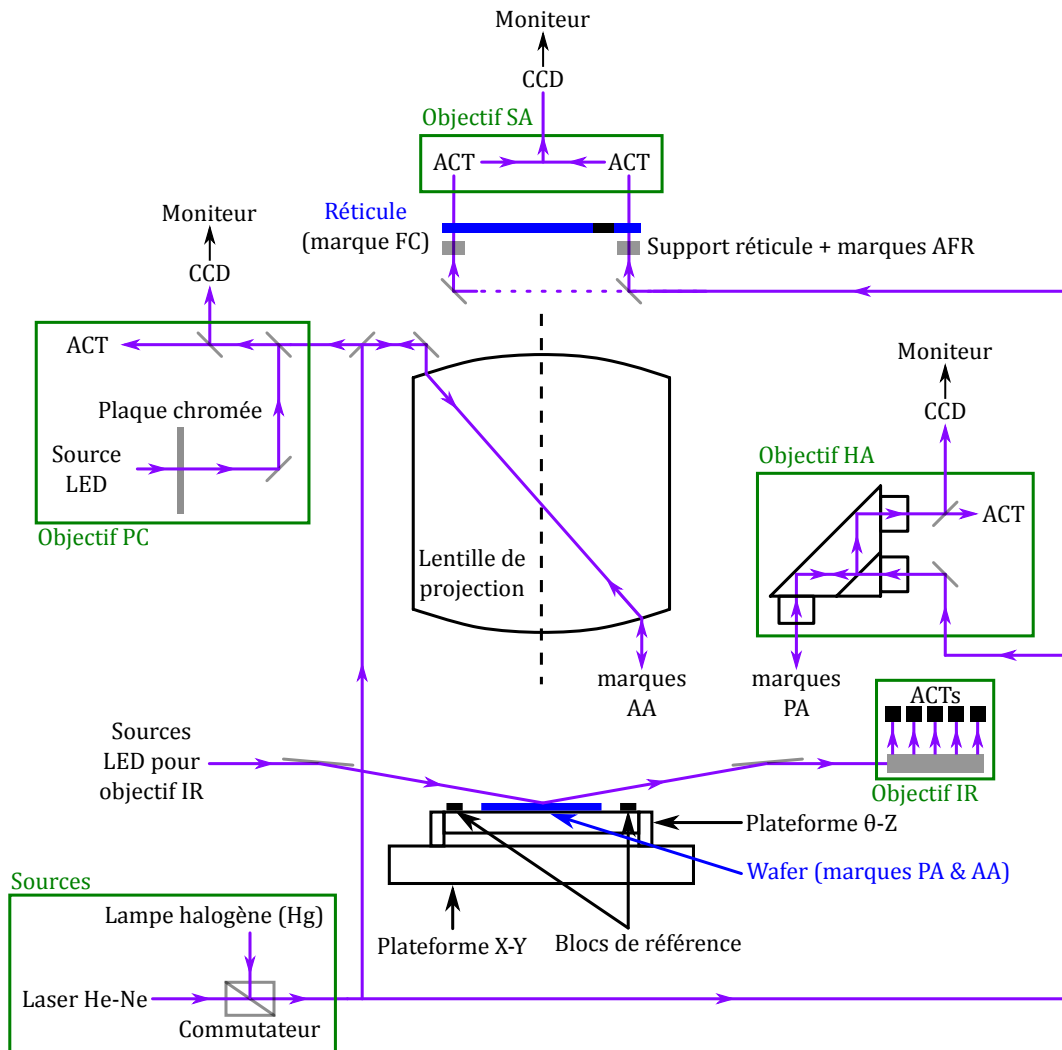 Moniteur
CCD
Objectif SA
ACT
ACT
Réticule
(marque FC)
Support réticule + marques AFR
Moniteur
CCD
ACT
Plaque chromée
Source
LED
Objectif PC
Lentille de
projection
marques
AA
Moniteur
CCD
Objectif HA
ACT
marques
PA
Sources
LED pour
objectif IR
ACTs
Objectif IR
Plateforme θ-Z
Wafer (marques PA & AA)
Plateforme X-Y
Blocs de référence
Sources
Lampe halogène (Hg)
Laser He-Ne
Commutateur